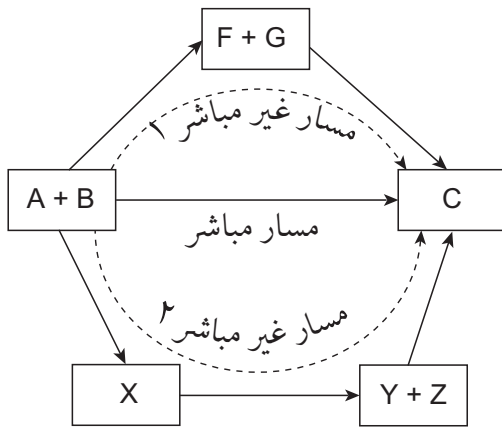 F + G
مسار غير مباشر ١
A + B
C
مسار مباشر
مسار غير مباشر ٢
X
Y + Z